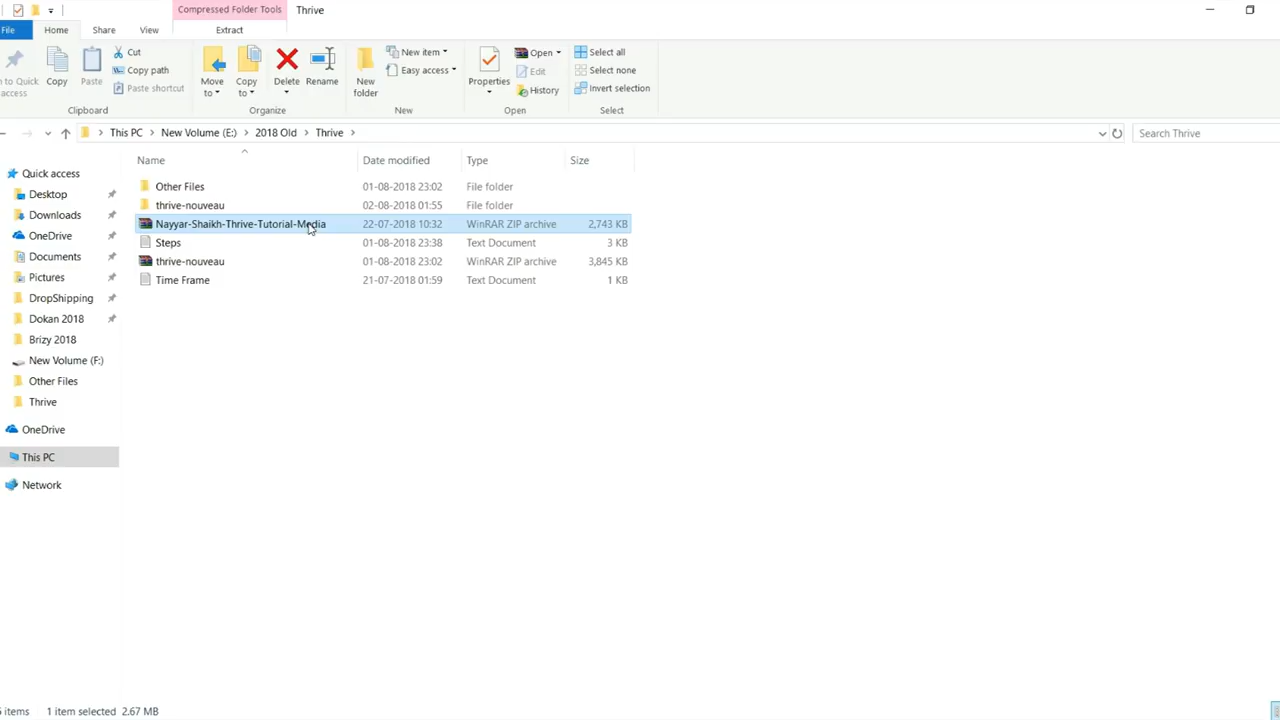 Compressed Folder Tools
Thrive
File
Home
Share
View
Extract
n to Quick
access
Copy
Paste
Cut
Copy path
Paste shortcut
Clipboard
Move
to
Copy
to
Delete
Rename
Organize
New
folder
New item
Easy access
New
Properties
Open
Edit
History
Open
Select all
Select none
Invert selection
Select
This PC
New Volume (E:)
2018 Old
Thrive
Search Thrive
Name
Date modified
Type
Size
Other Files 01-08-2018 23:02 File folder
thrive-nouveau 02-08-2018 01:55 File folder
Nayyar-Shaikh-Thrive-Tutorial-Media 22-07-2018 10:32 WinRAR ZIP archive 2,743 KB
Steps 01-08-2018 23:38 Text Document 3 KB
thrive-nouveau 01-08-2018 23:02 WinRAR ZIP archive 3,845 KB
Time Frame 21-07-2018 01:59 Text Document 1 KB
Quick access
Desktop
Downloads
OneDrive
Documents
Pictures
DropShipping
Dokan 2018
Brizy 2018
New Volume (F:)
Other Files
Thrive
OneDrive
This PC
Network
items
1 item selected 2.67 MB